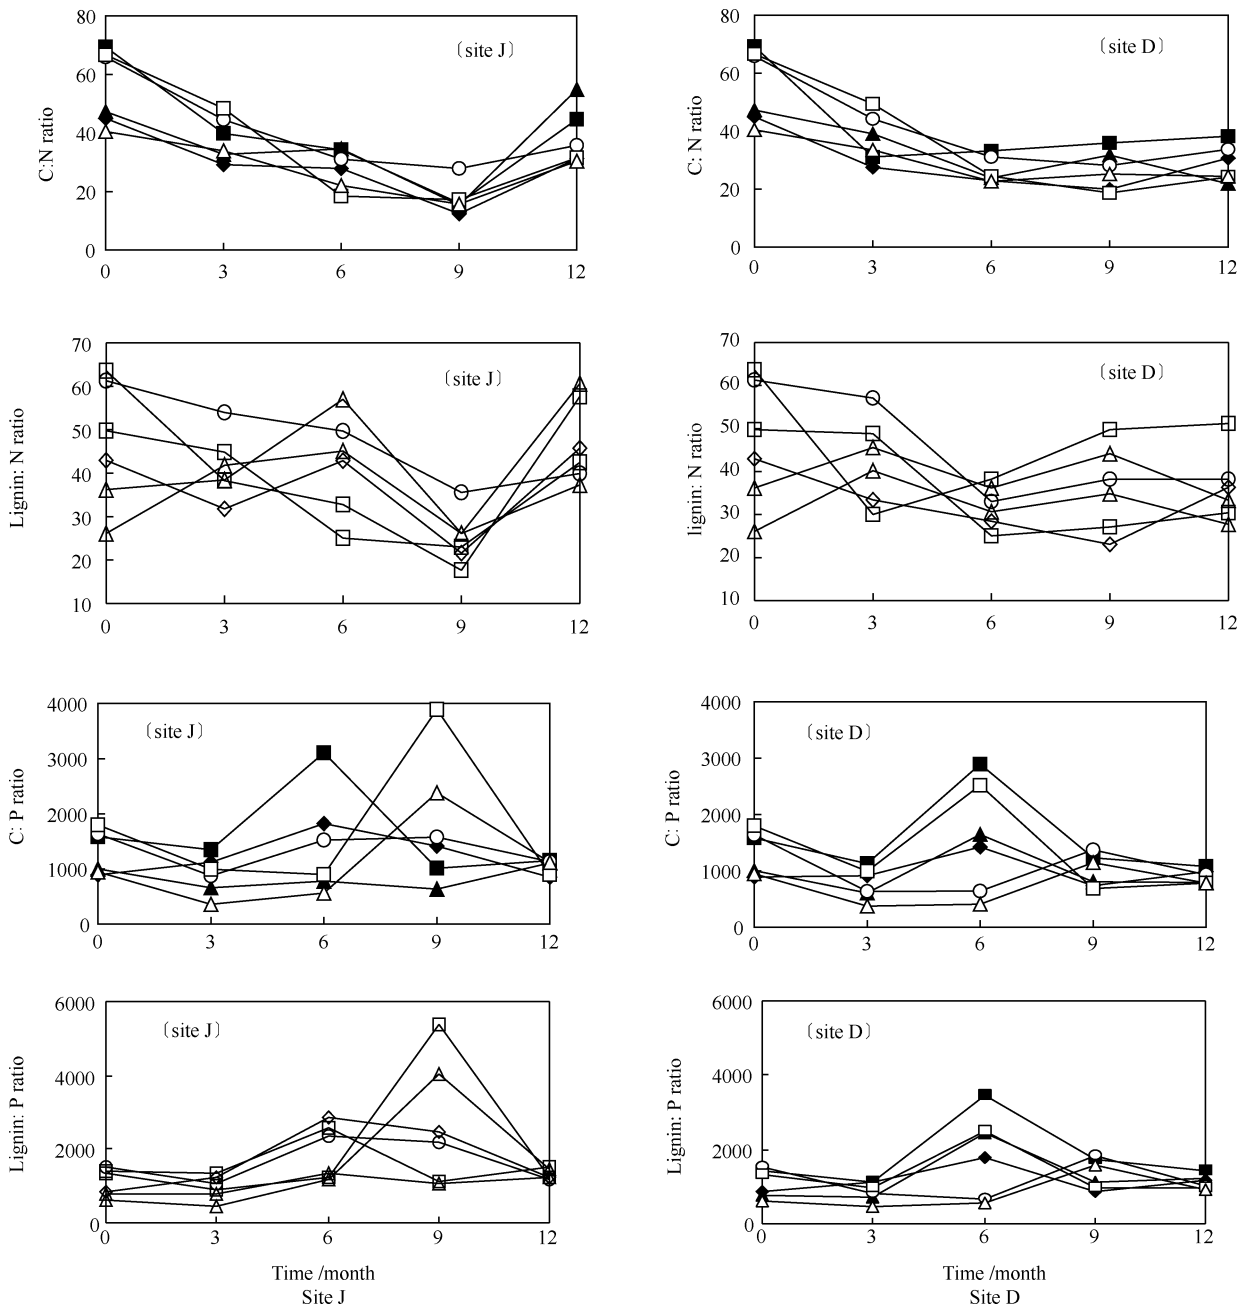 80
60
40
20
0
C:N ratio
〔site J〕
0 3 6 9 12
80
60
40
20
0
C: N ratio
〔site D〕
0 3 6 9 12
70
60
50
40
30
20
10
Lignin: N ratio
〔site J〕
0 3 6 9 12
70
60
50
40
30
20
10
lignin: N ratio
〔site D〕
0 3 6 9 12
4000
3000
2000
1000
0
C: P ratio
〔site J〕
0 3 6 9 12
4000
3000
2000
1000
0
C: P ratio
〔site D〕
0 3 6 9 12
6000
4000
2000
0
Lignin: P ratio
〔site J〕
0 3 6 9 12
Time /month
Site J
6000
4000
2000
0
Lignin: P ratio
〔site D〕
0 3 6 9 12
Time /month
Site D